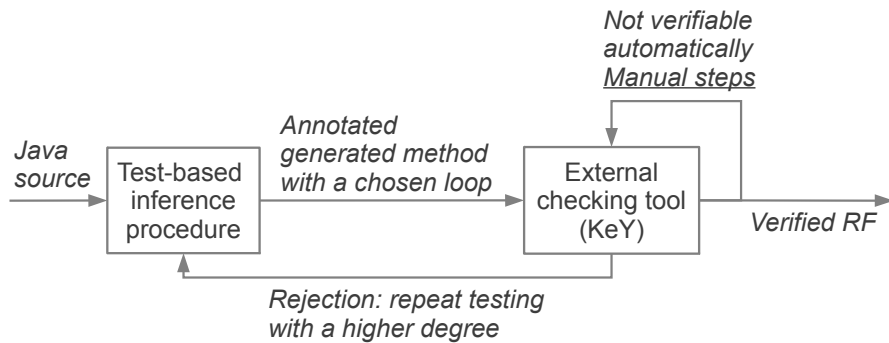 Not verifiable
automatically
Manual steps
Java
source
Test-based
inference
procedure
Annotated
generated method
with a chosen loop
External
checking tool
(KeY)
Verified RF
Rejection: repeat testing
with a higher degree